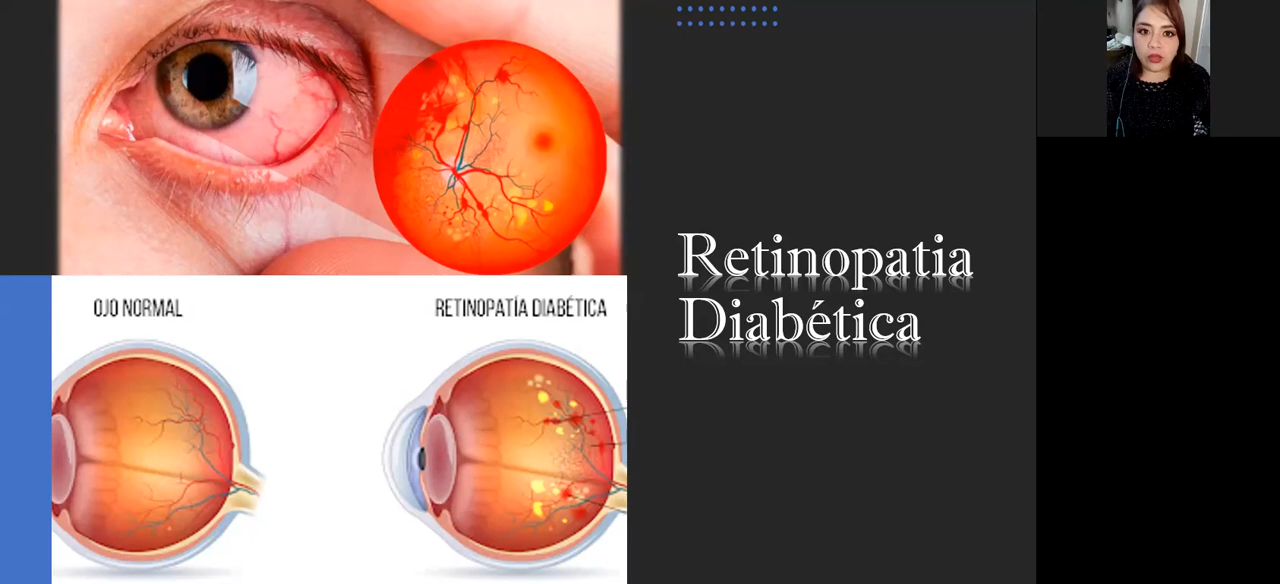 OJO NORMAL
RETINOPATÍA DIABÉTICA
Retinopatia
Diabética